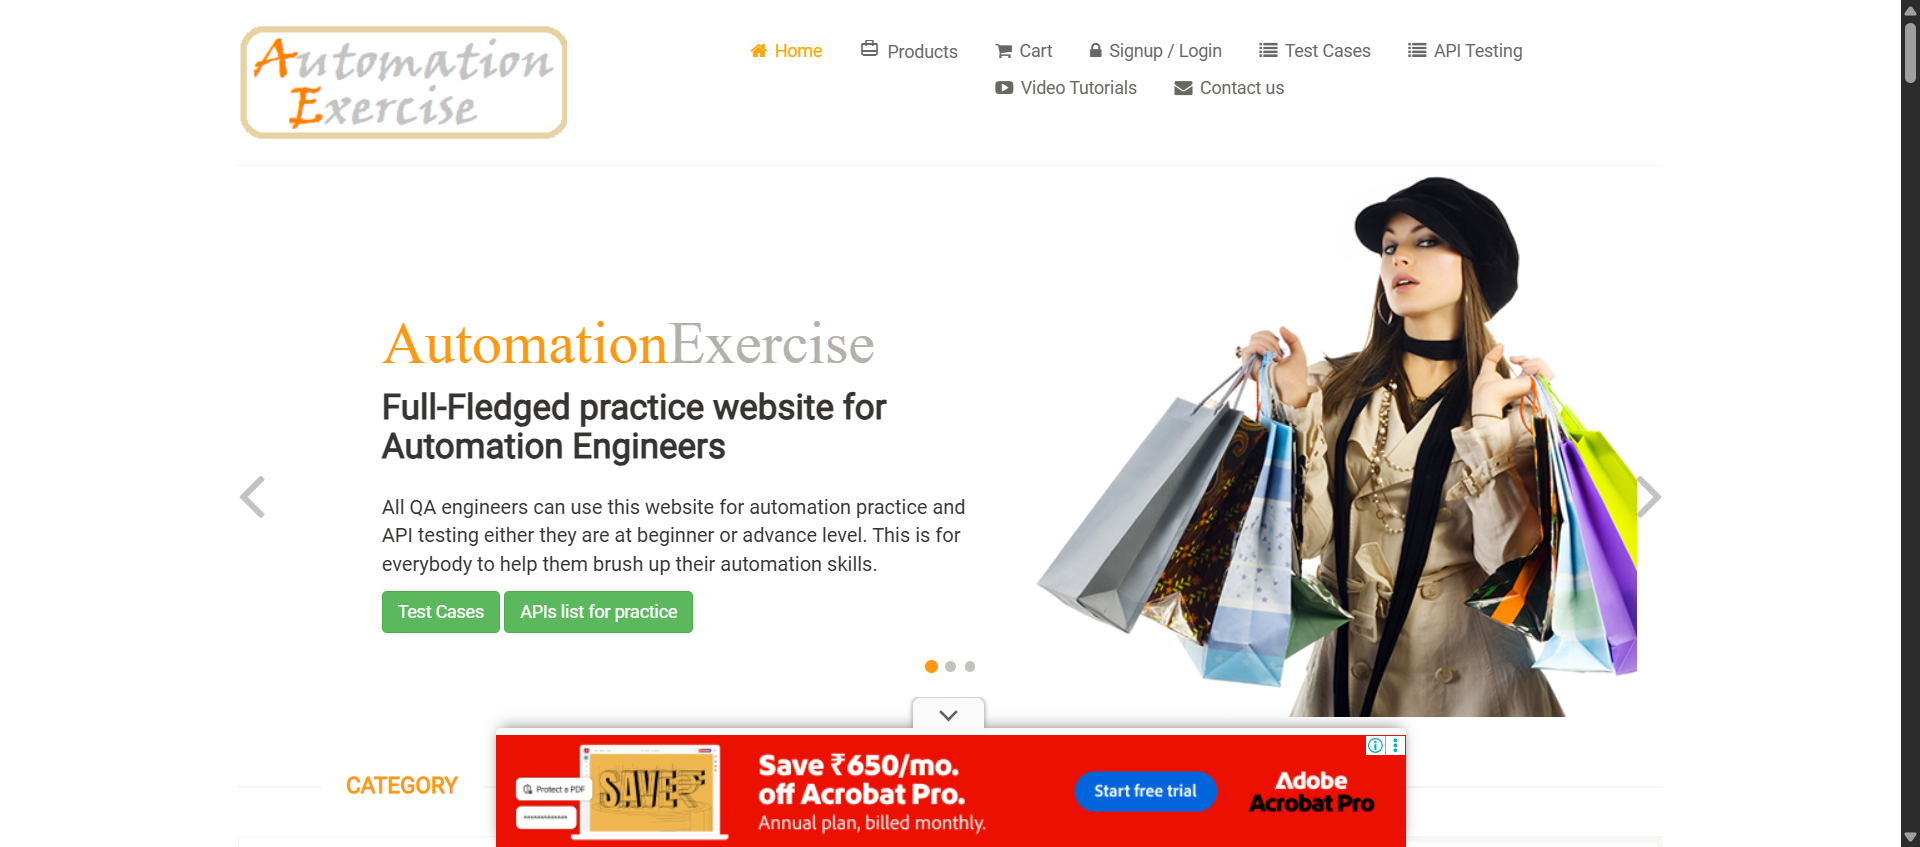 Automation
Exercise
Home
Products
Cart
Signup / Login
Test Cases
API Testing
Video Tutorials
Contact us
AutomationExercise
Full-Fledged practice website for
Automation Engineers
All QA engineers can use this website for automation practice and
API testing either they are at beginner or advance level. This is for
everybody to help them brush up their automation skills.
Test Cases
APIs list for practice
CATEGORY
Protect a PDF
SAVE₹
Save ₹650/mo.
off Acrobat Pro.
Annual plan, billed monthly.
Start free trial
Adobe
Acrobat Pro